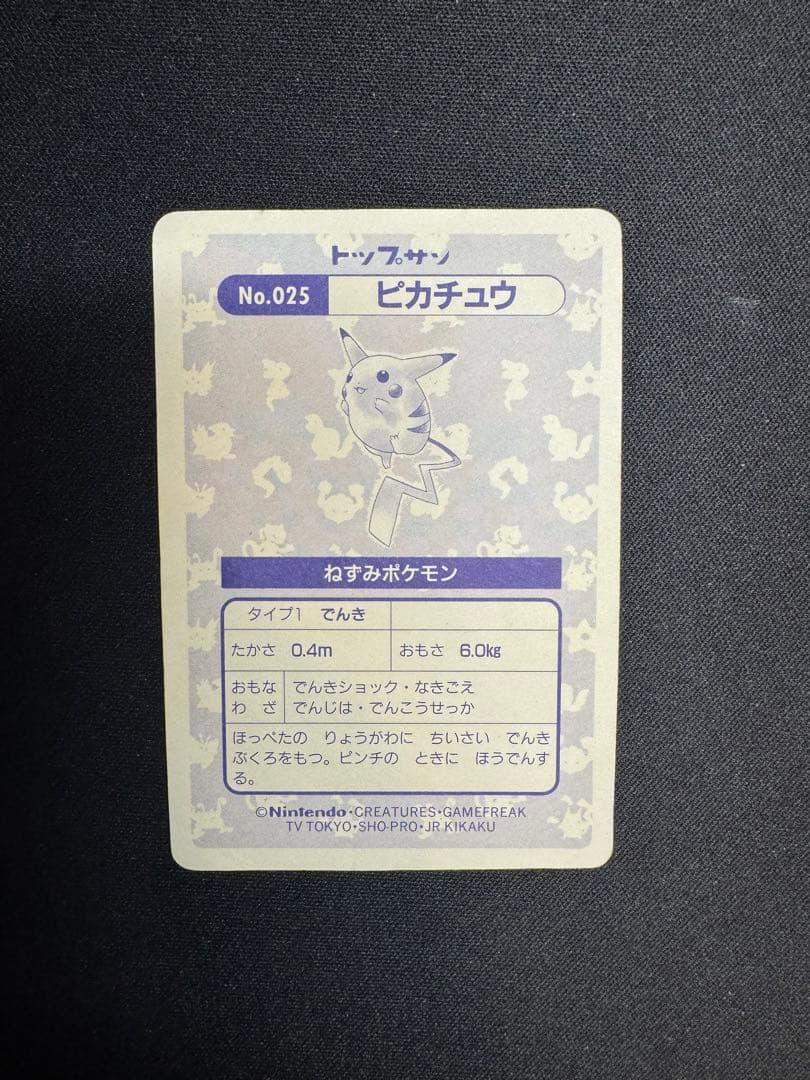 トップサン
No.025 ピカチュウ
ねずみポケモン
タイプ1 でんき
たかさ 0.4m おもさ 6.0kg
おもな でんきショック・なきごえ
わ ざ でんじは・でんこうせっか
ほっぺたの りょうがわに ちいさい でんき
ぶくろをもつ。ピンチの ときに ほうでんす
る。
©Nintendo・CREATURES・GAMEFREAK
TV TOKYO・SHO-PRO・JR KIKAKU